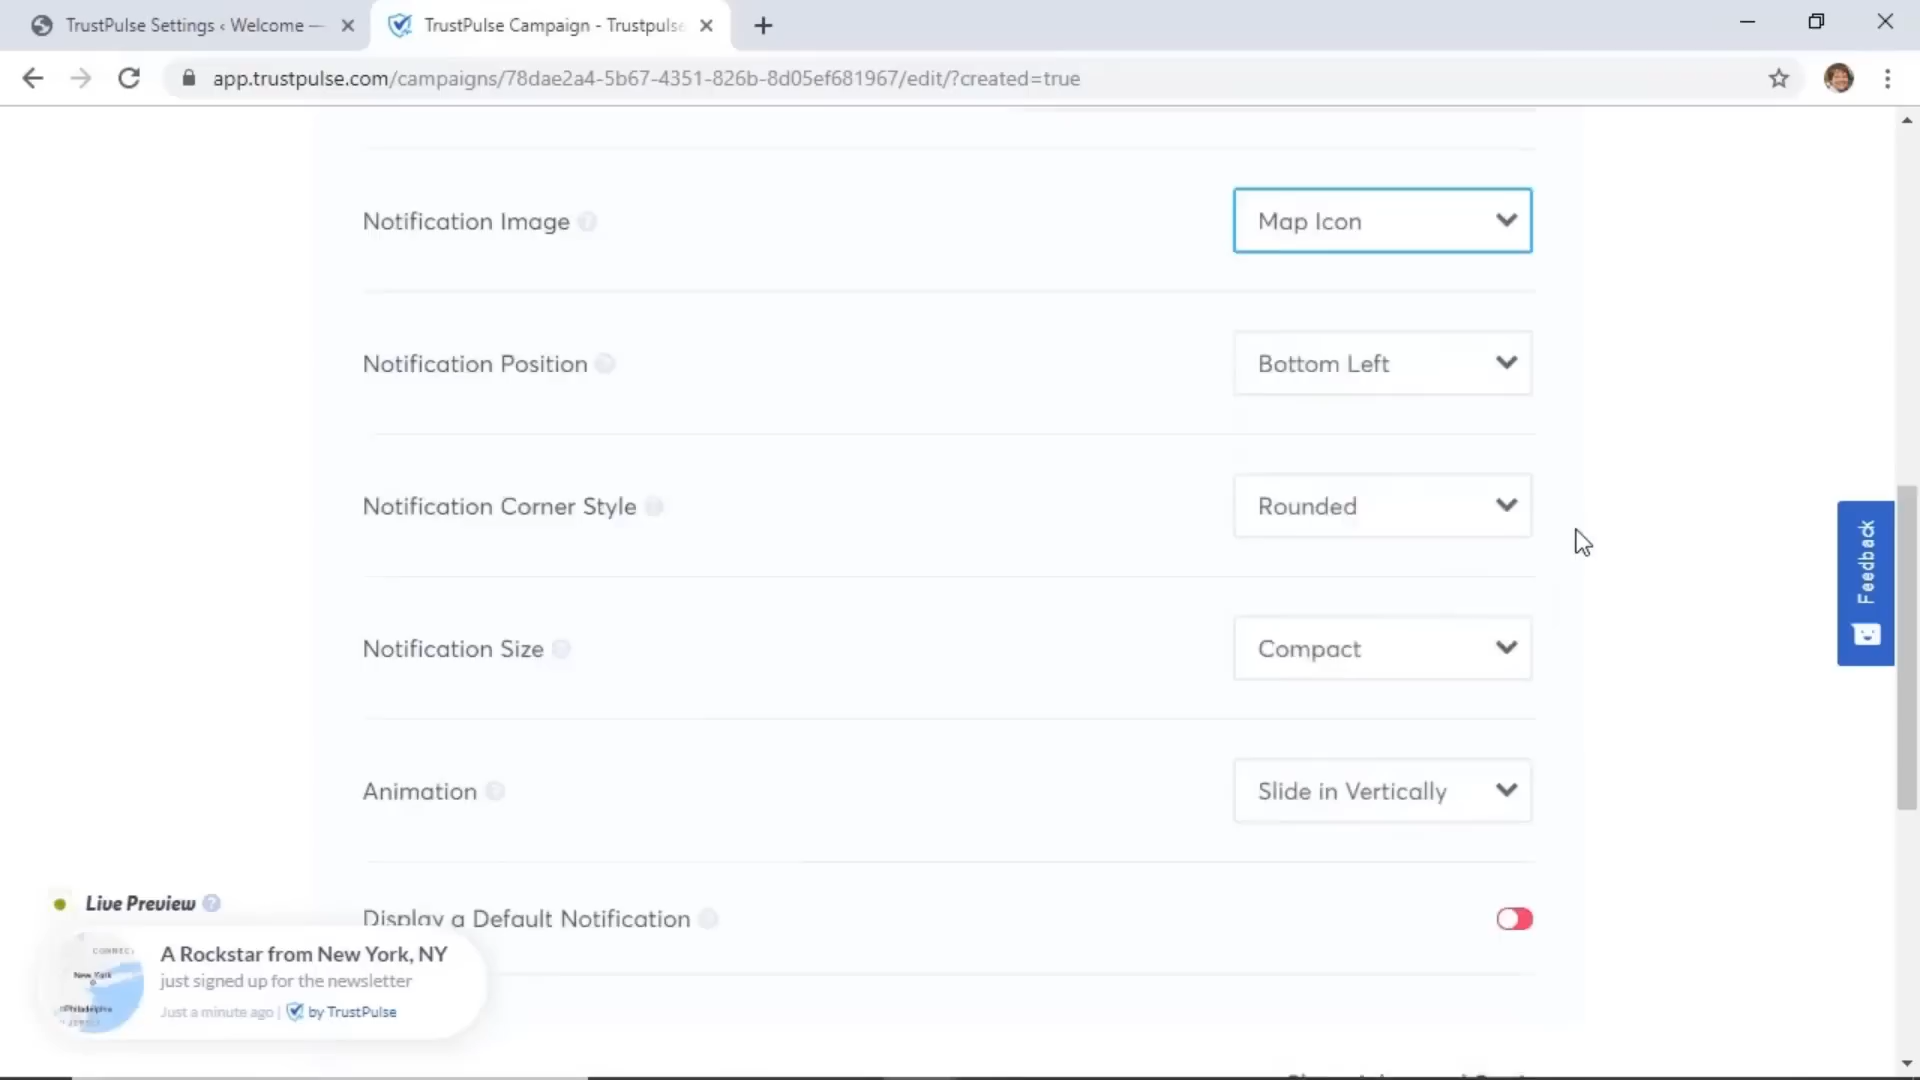 TrustPulse Settings ‹ Welcome —
TrustPulse Campaign - Trustpulse
app.trustpulse.com/campaigns/78dae2a4-5b67-4351-826b-8d05ef681967/edit/?created=true
Notification Image
Map Icon
Notification Position
Bottom Left
Notification Corner Style
Rounded
Feedback
Notification Size
Compact
Animation
Slide in Vertically
Live Preview
Display a Default Notification
A Rockstar from New York, NY
just signed up for the newsletter
Just a minute ago | by TrustPulse
New York
Philadelphia